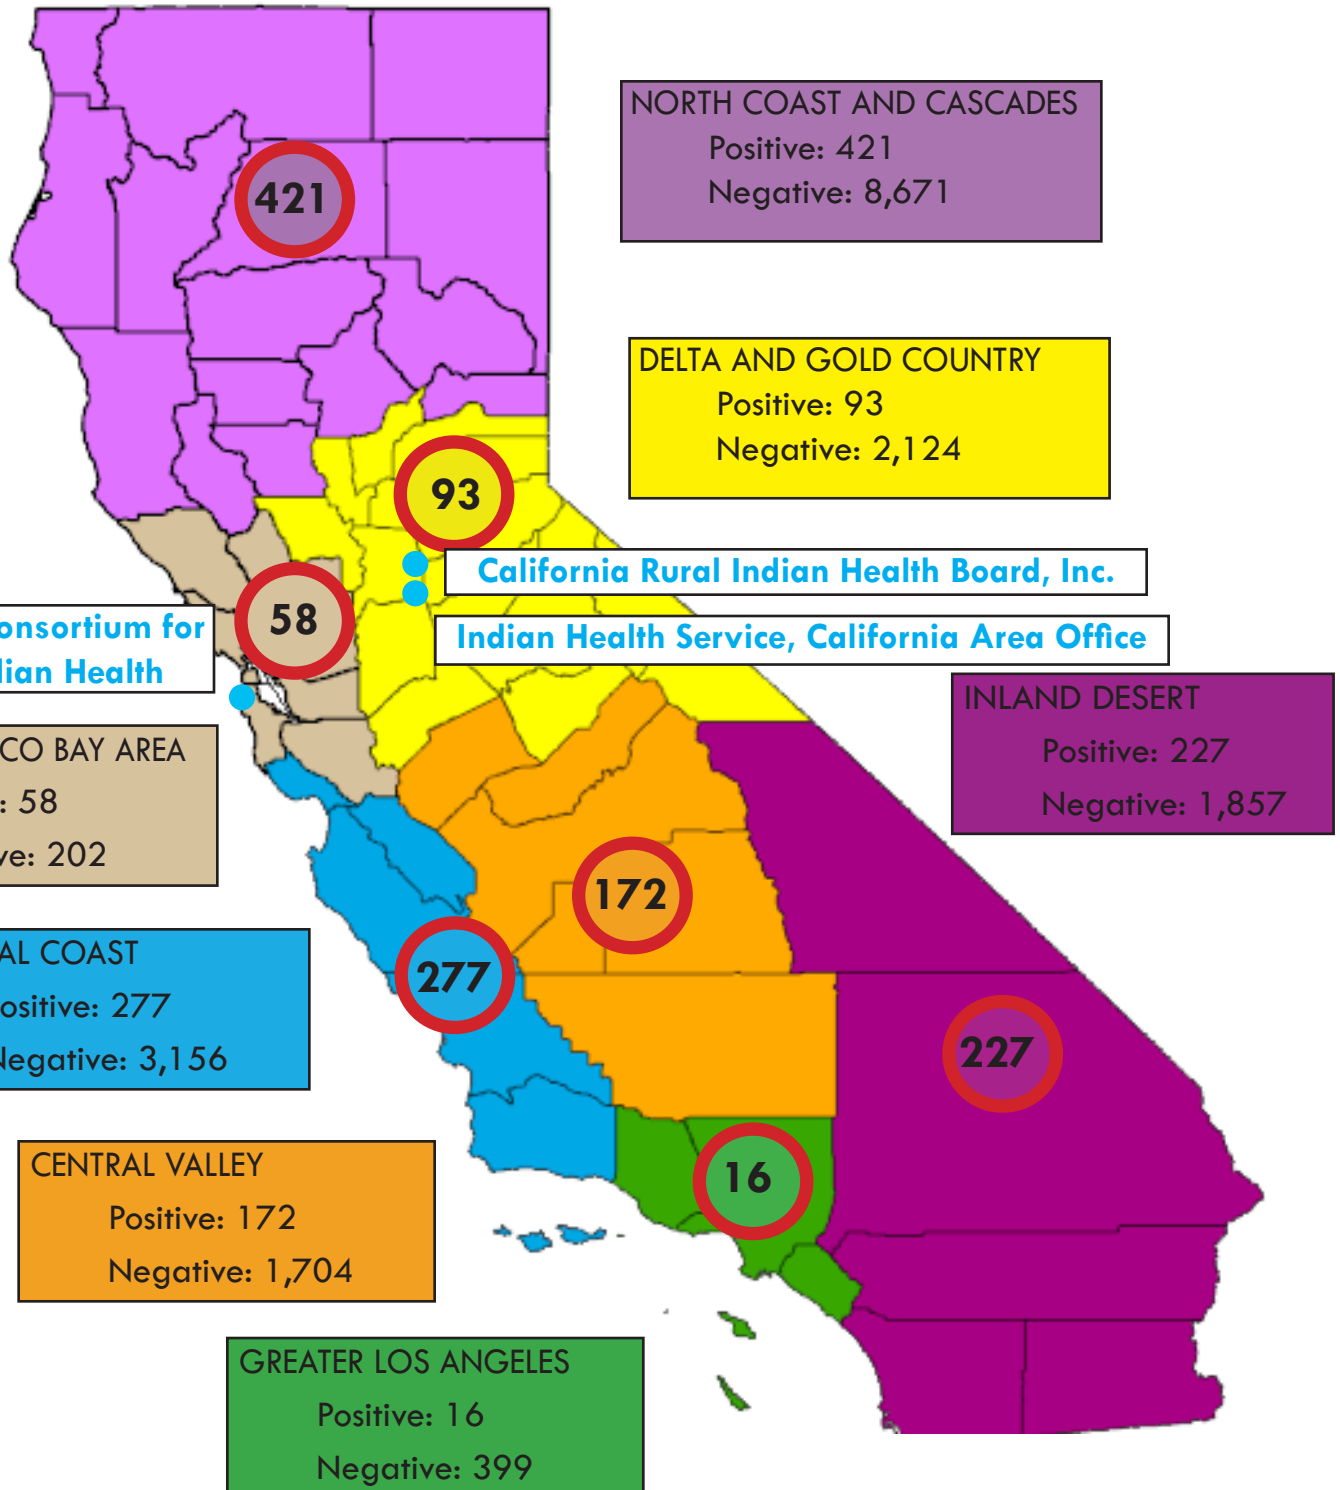 NORTH COAST AND CASCADES
Positive: 421
Negative: 8,671
421
DELTA AND GOLD COUNTRY
Positive: 93
Negative: 2,124
93
California Rural Indian Health Board, Inc.
58
onsortium for
dian Health
Indian Health Service, California Area Office
INLAND DESERT
Positive: 227
Negative: 1,857
CO BAY AREA
: 58
ve: 202
172
AL COAST
ositive: 277
Negative: 3,156
277
227
CENTRAL VALLEY
Positive: 172
Negative: 1,704
16
GREATER LOS ANGELES
Positive: 16
Negative: 399